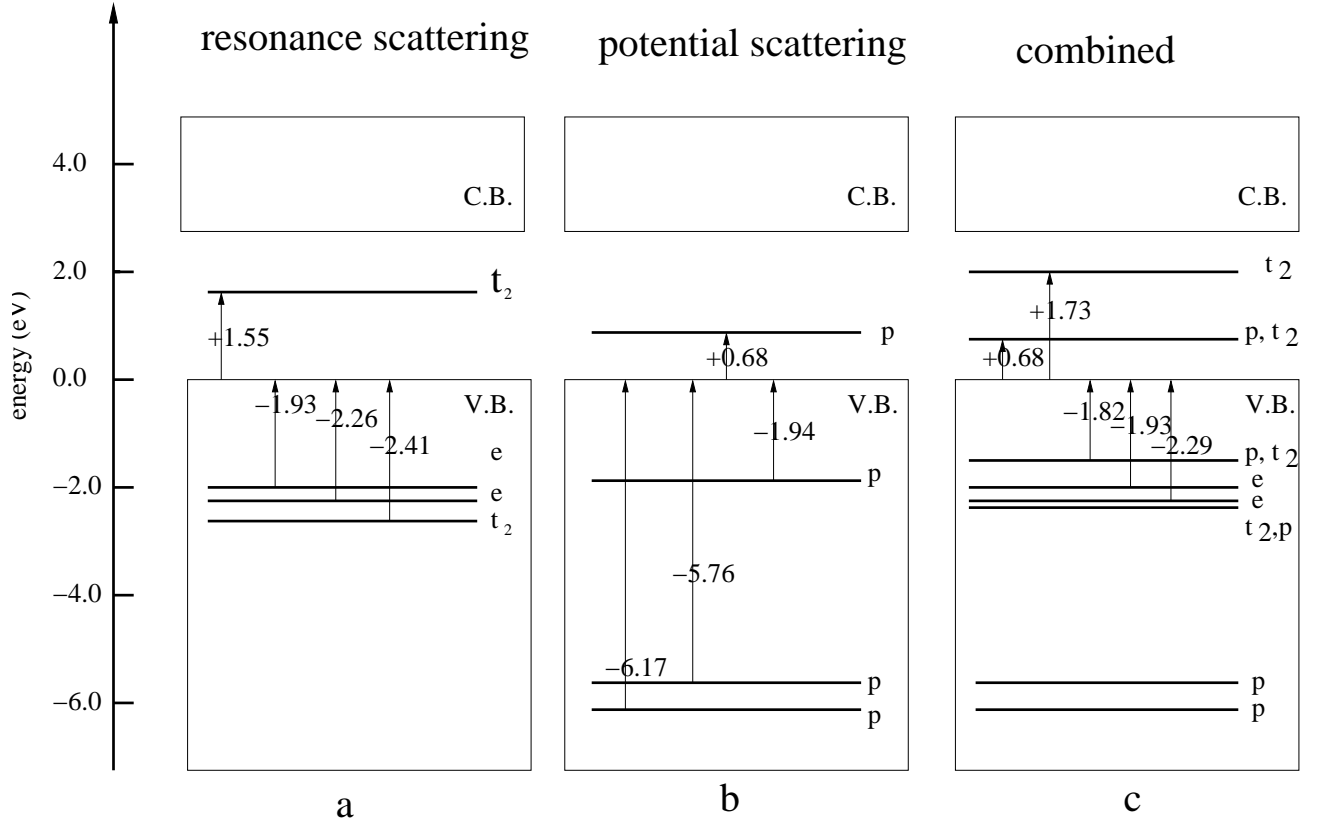 resonance scattering
potential scattering
combined
energy (eV)
4.0
2.0
0.0
−2.0
−4.0
−6.0
C.B.
t2
+1.55
V.B.
−1.93
−2.26
−2.41
e
e
t2
a
C.B.
p
+0.68
V.B.
−1.94
p
−5.76
−6.17
p
p
b
C.B.
t2
+1.73
p, t2
+0.68
V.B.
−1.82
−1.93
−2.29
p, t2
e
e
t2,p
p
p
c